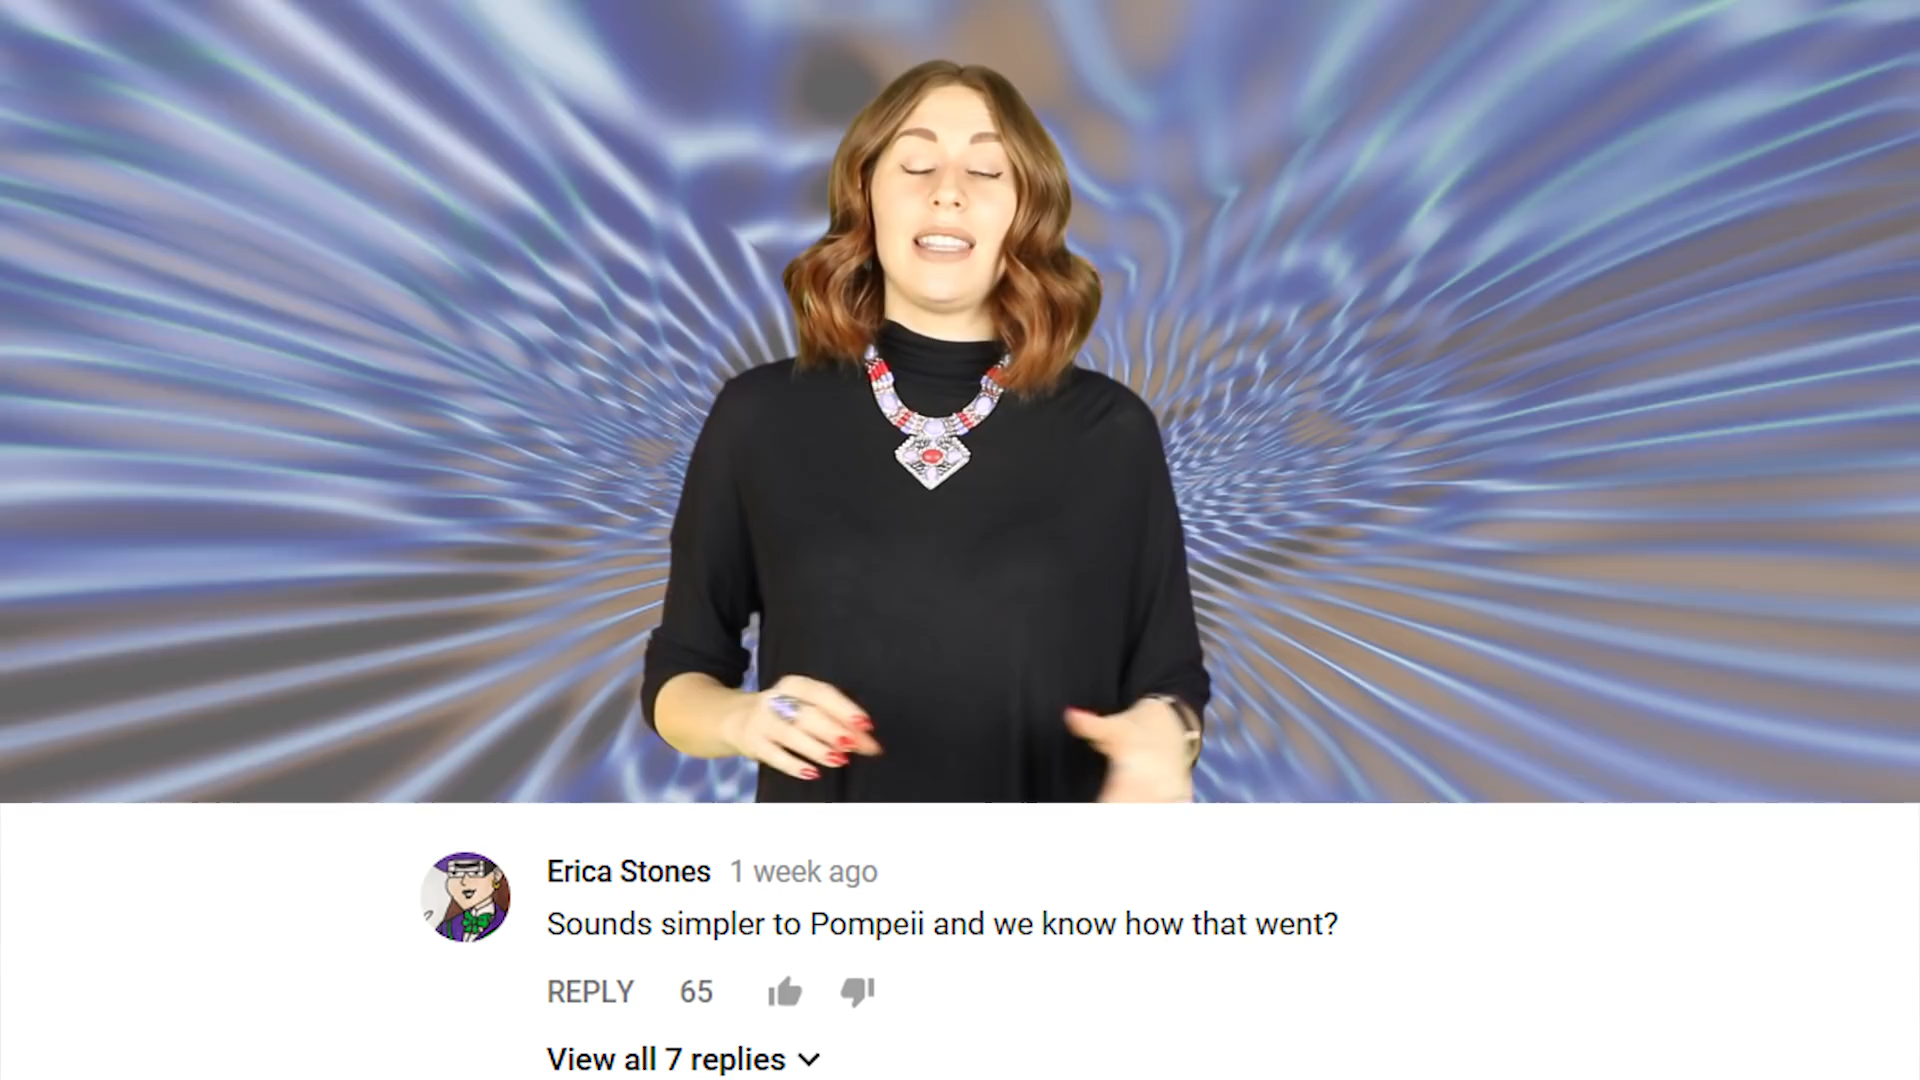 Erica Stones 1 week ago
Sounds simpler to Pompeii and we know how that went?
REPLY 65
View all 7 replies